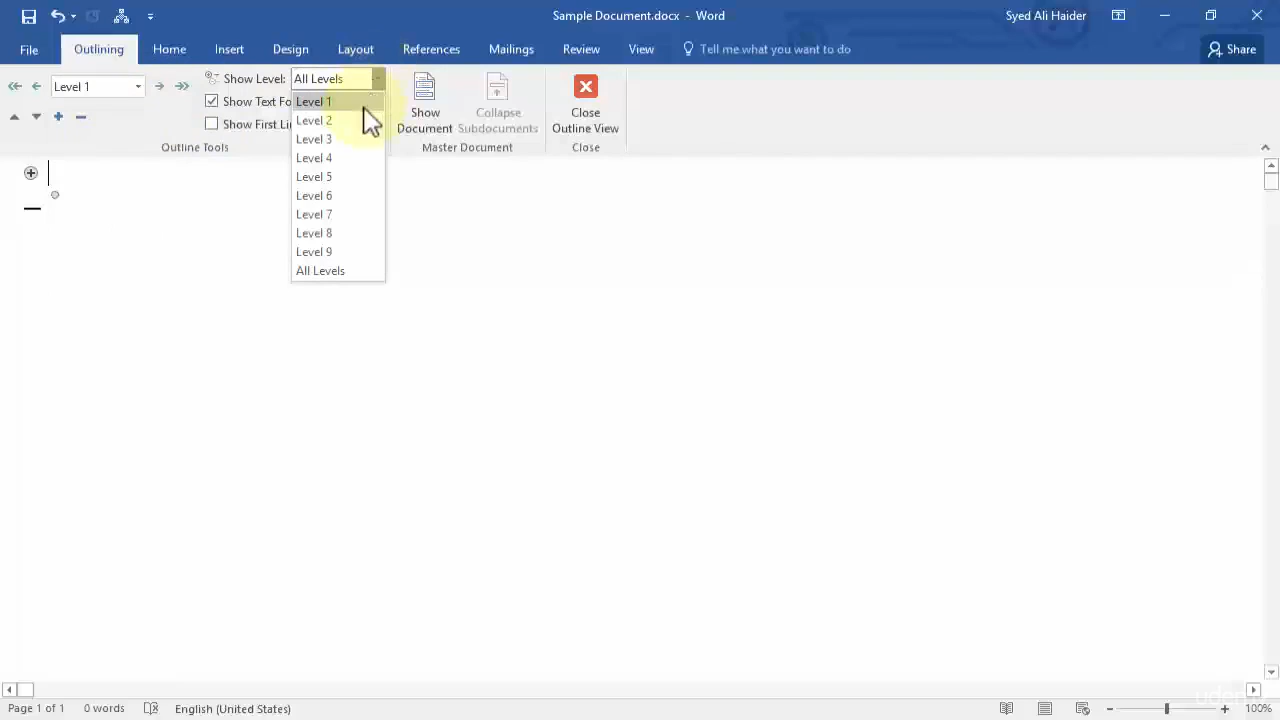 Sample Document.docx - Word
Syed Ali Haider
File
Outlining
Home
Insert
Design
Layout
References
Mailings
Review
View
Tell me what you want to do
Share
Level 1
Show Level:
All Levels
Show Text Fo
Show First Li
Outline Tools
Level 1
Level 2
Level 3
Level 4
Level 5
Level 6
Level 7
Level 8
Level 9
All Levels
Show
Document
Collapse
Subdocuments
Master Document
Close
Outline View
Close
Page 1 of 1
0 words
English (United States)
100%